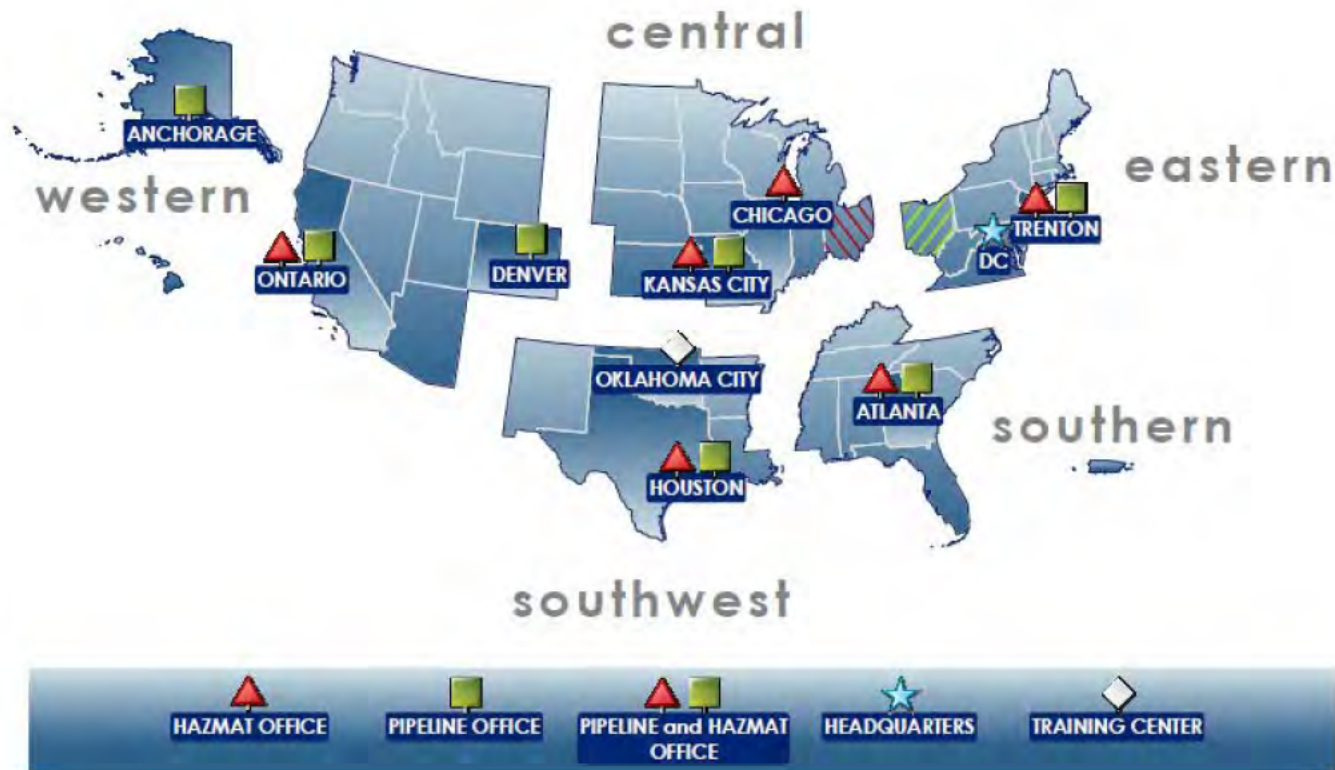 central
ANCHORAGE
eastern
western
CHICAGO
TRENTON
DC
ONTARIO
DENVER
KANSAS CITY
OKLAHOMA CITY
ATLANTA
southern
HOUSTON
southwest
HAZMAT OFFICE
PIPELINE OFFICE
PIPELINE and HAZMAT
OFFICE
HEADQUARTERS
TRAINING CENTER